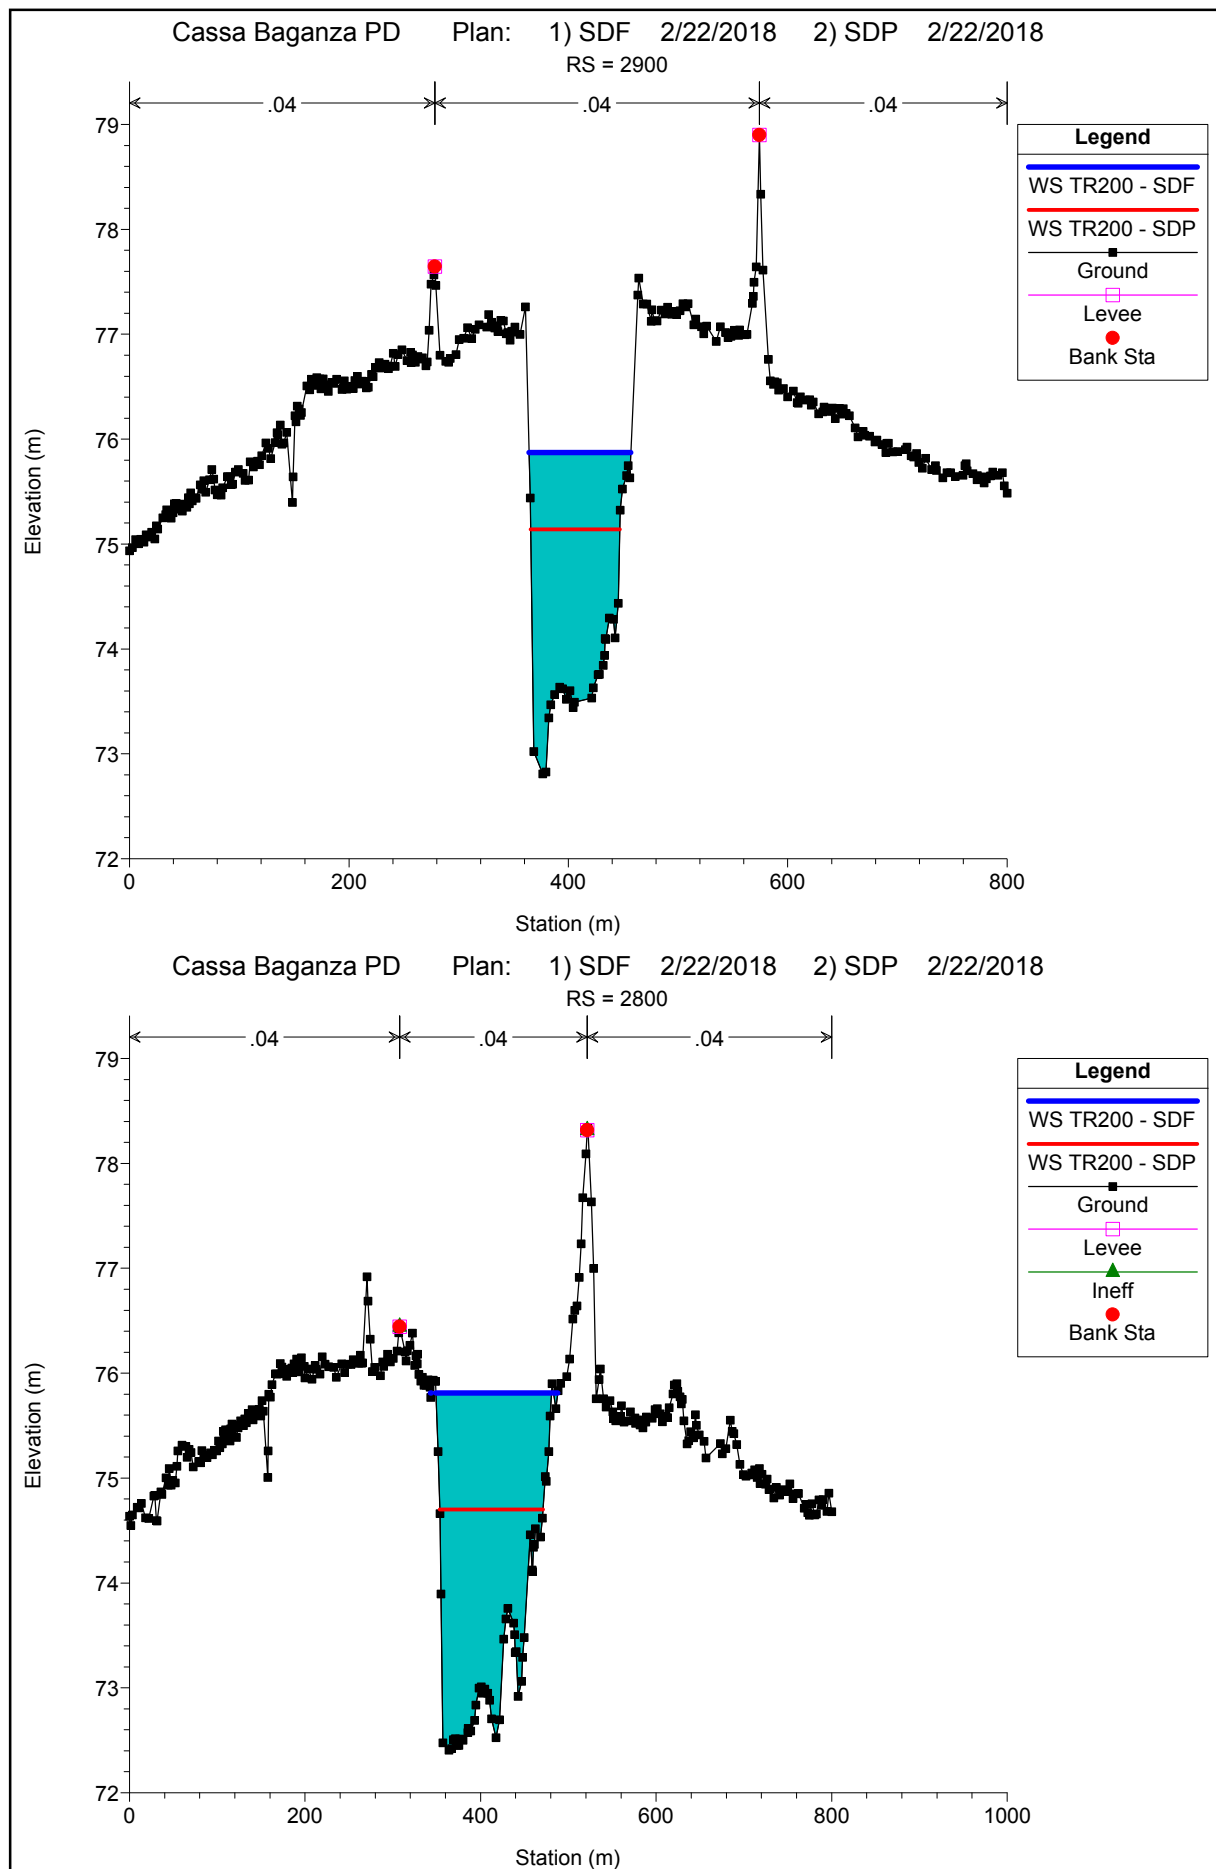 Cassa Baganza PD Plan: 1) SDF 2/22/2018 2) SDP 2/22/2018
RS = 2900
.04 .04 .04
Legend
WS TR200 - SDF
WS TR200 - SDP
Ground
Levee
Bank Sta
79
78
77
76
75
74
73
72
Elevation (m)
0 200 400 600 800
Station (m)
Cassa Baganza PD Plan: 1) SDF 2/22/2018 2) SDP 2/22/2018
RS = 2800
.04 .04 .04
Legend
WS TR200 - SDF
WS TR200 - SDP
Ground
Levee
Ineff
Bank Sta
79
78
77
76
75
74
73
72
Elevation (m)
0 200 400 600 800 1000
Station (m)